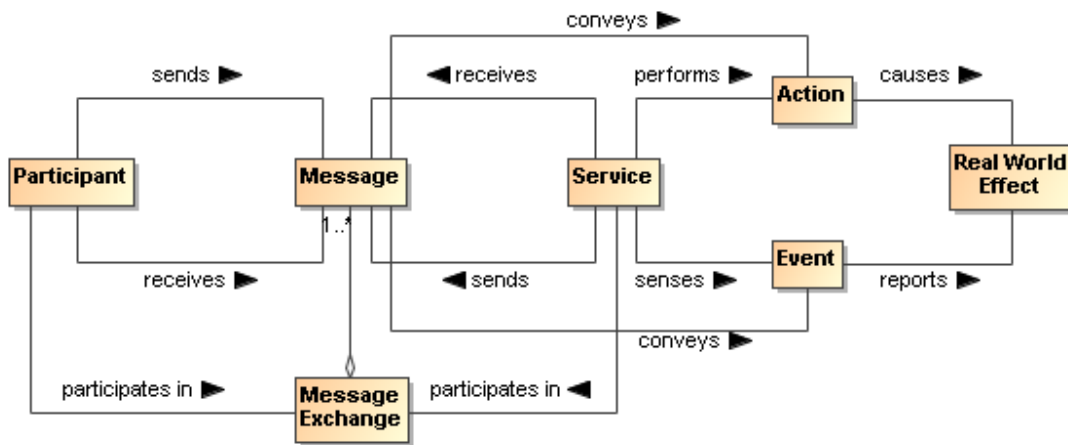 conveys
sends
receives
performs
causes
Action
Participant
Message
Service
Real World
Effect
1..*
Event
receives
sends
senses
reports
conveys
participates in
Message
Exchange
participates in